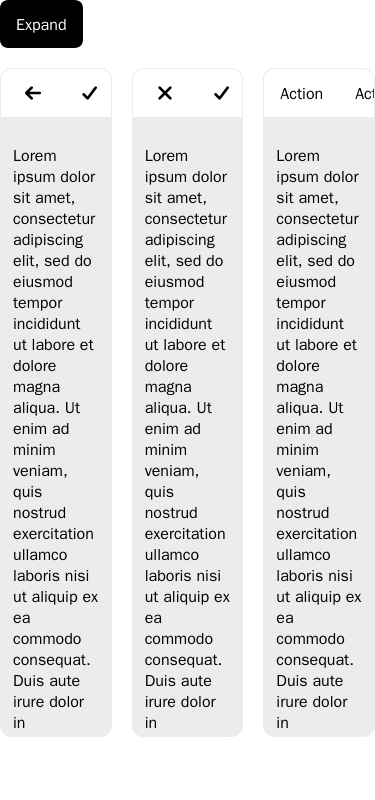 Expand
Action
Act
Lorem
ipsum dolor
sit amet,
consectetur
adipiscing
elit, sed do
eiusmod
tempor
incididunt
ut labore et
dolore
magna
aliqua. Ut
enim ad
minim
veniam,
quis
nostrud
exercitation
ullamco
laboris nisi
ut aliquip ex
ea
commodo
consequat.
Duis aute
irure dolor
in
Lorem
ipsum dolor
sit amet,
consectetur
adipiscing
elit, sed do
eiusmod
tempor
incididunt
ut labore et
dolore
magna
aliqua. Ut
enim ad
minim
veniam,
quis
nostrud
exercitation
ullamco
laboris nisi
ut aliquip ex
ea
commodo
consequat.
Duis aute
irure dolor
in
Lorem
ipsum dolor
sit amet,
consectetur
adipiscing
elit, sed do
eiusmod
tempor
incididunt
ut labore et
dolore
magna
aliqua. Ut
enim ad
minim
veniam,
quis
nostrud
exercitation
ullamco
laboris nisi
ut aliquip ex
ea
commodo
consequat.
Duis aute
irure dolor
in